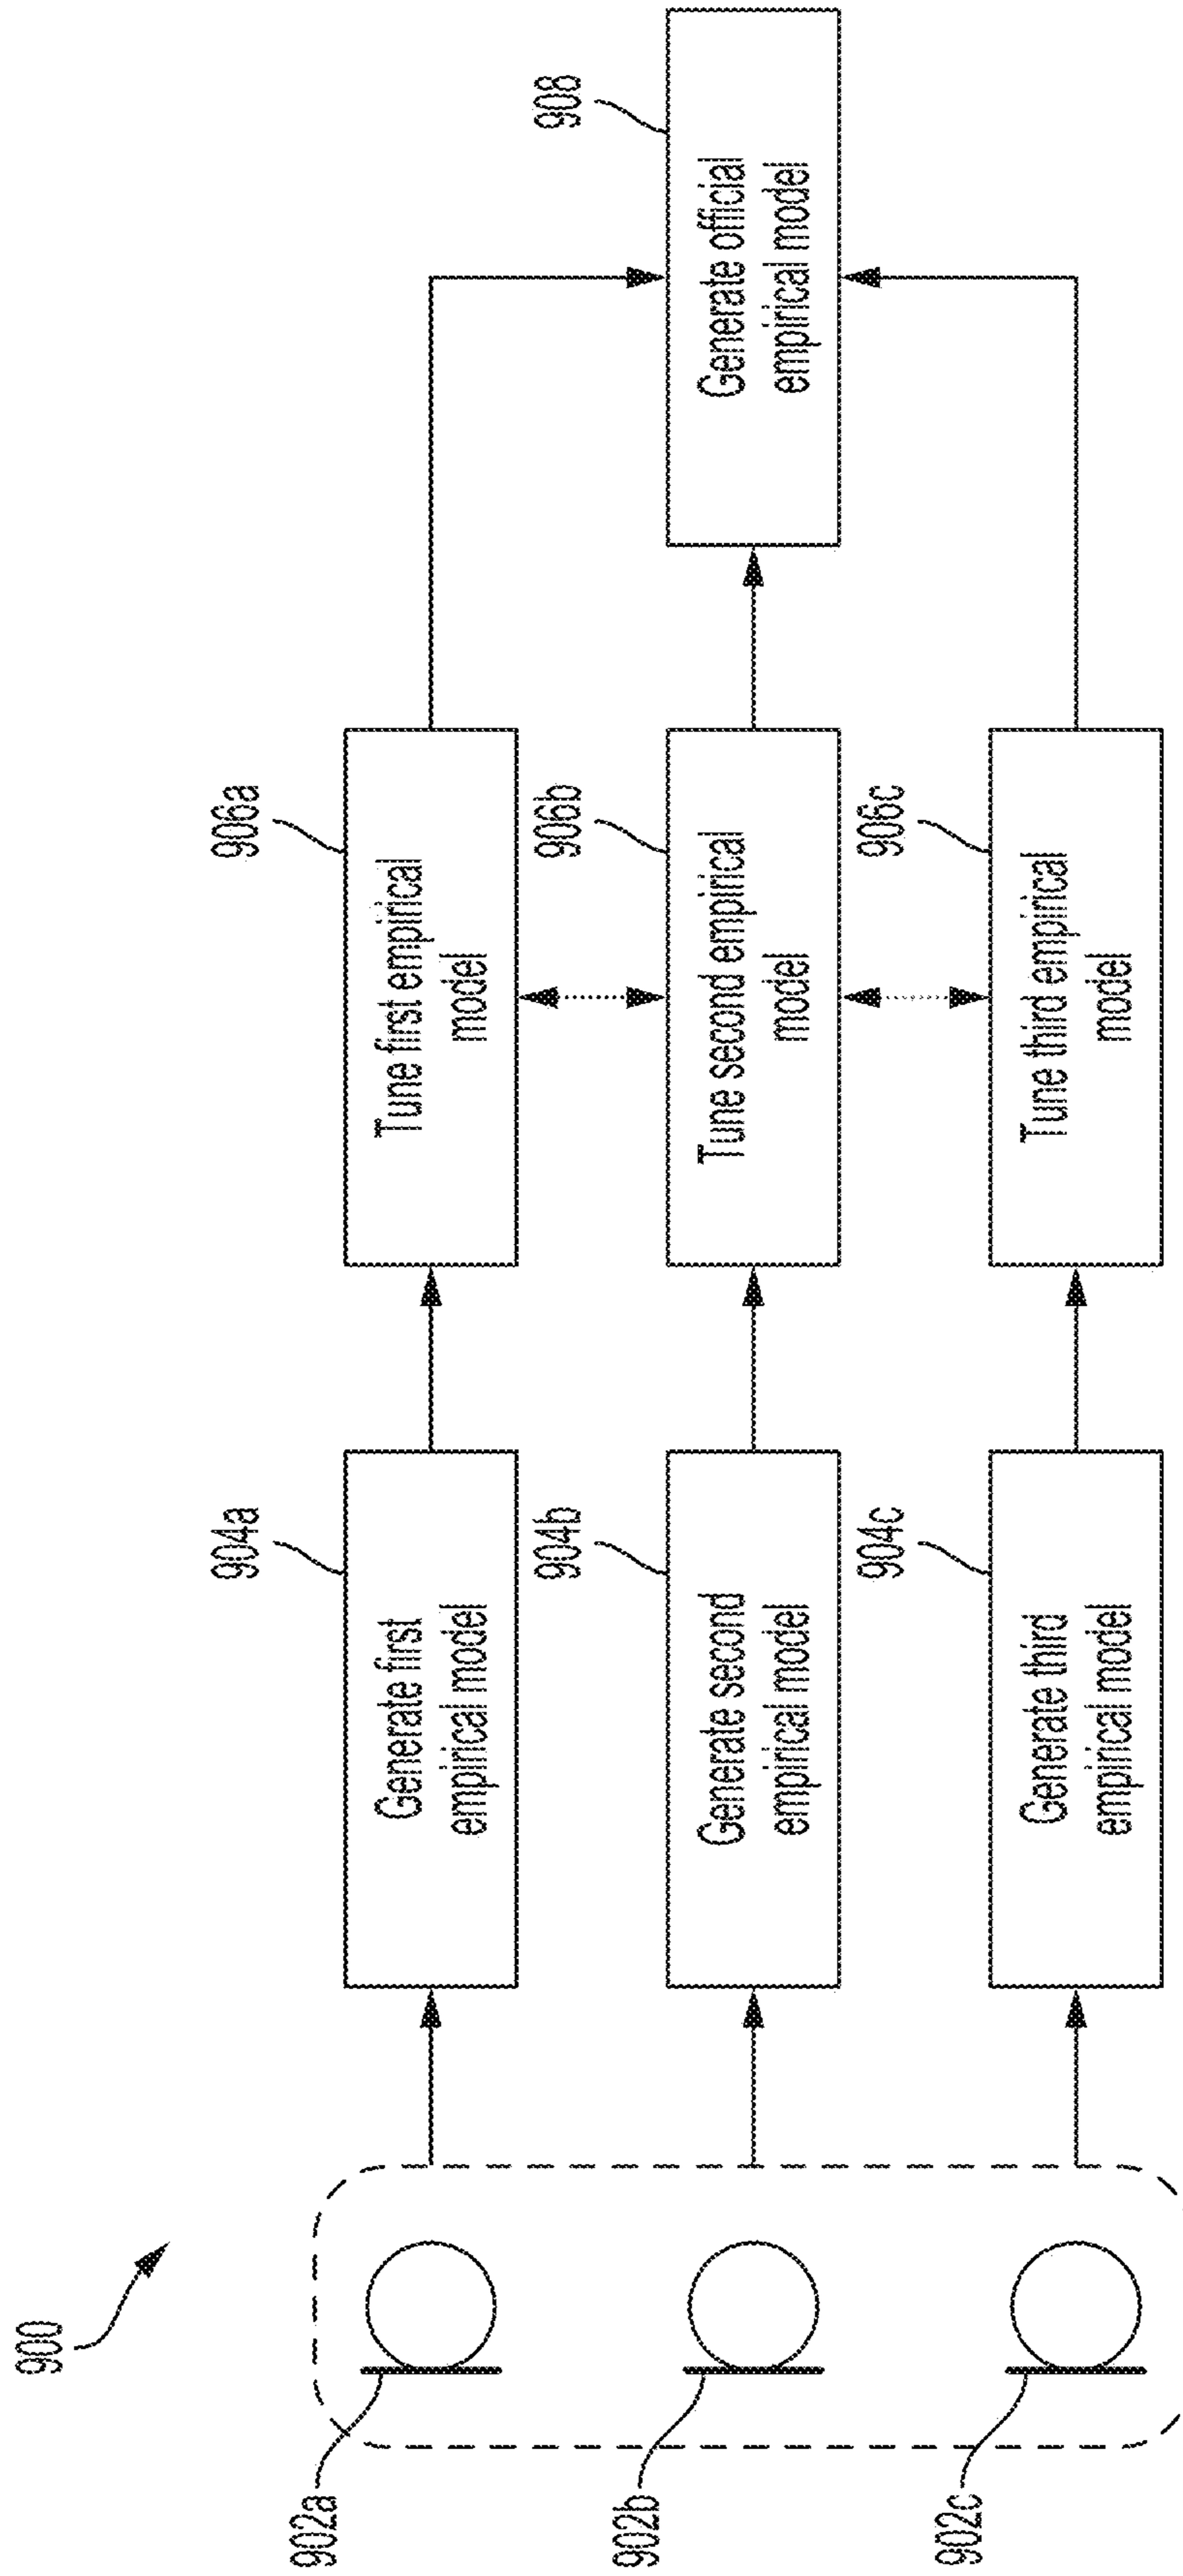 900
902a
902b
902c
904a
Generate first
empirical model
904b
Generate second
empirical model
904c
Generate third
empirical model
906a
Tune first empirical
model
906b
Tune second empirical
model
906c
Tune third empirical
model
908
Generate official
empirical model